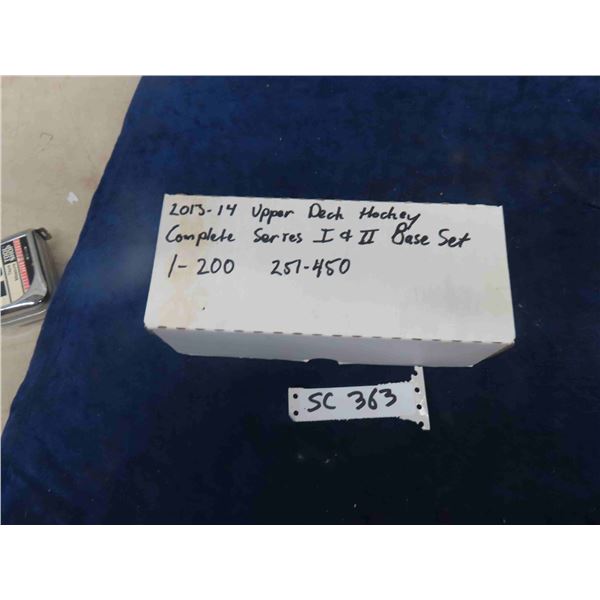 2013-14 Upper Deck Hockey
Complete Series I & II Base Set
1-200 251-450
SC 363